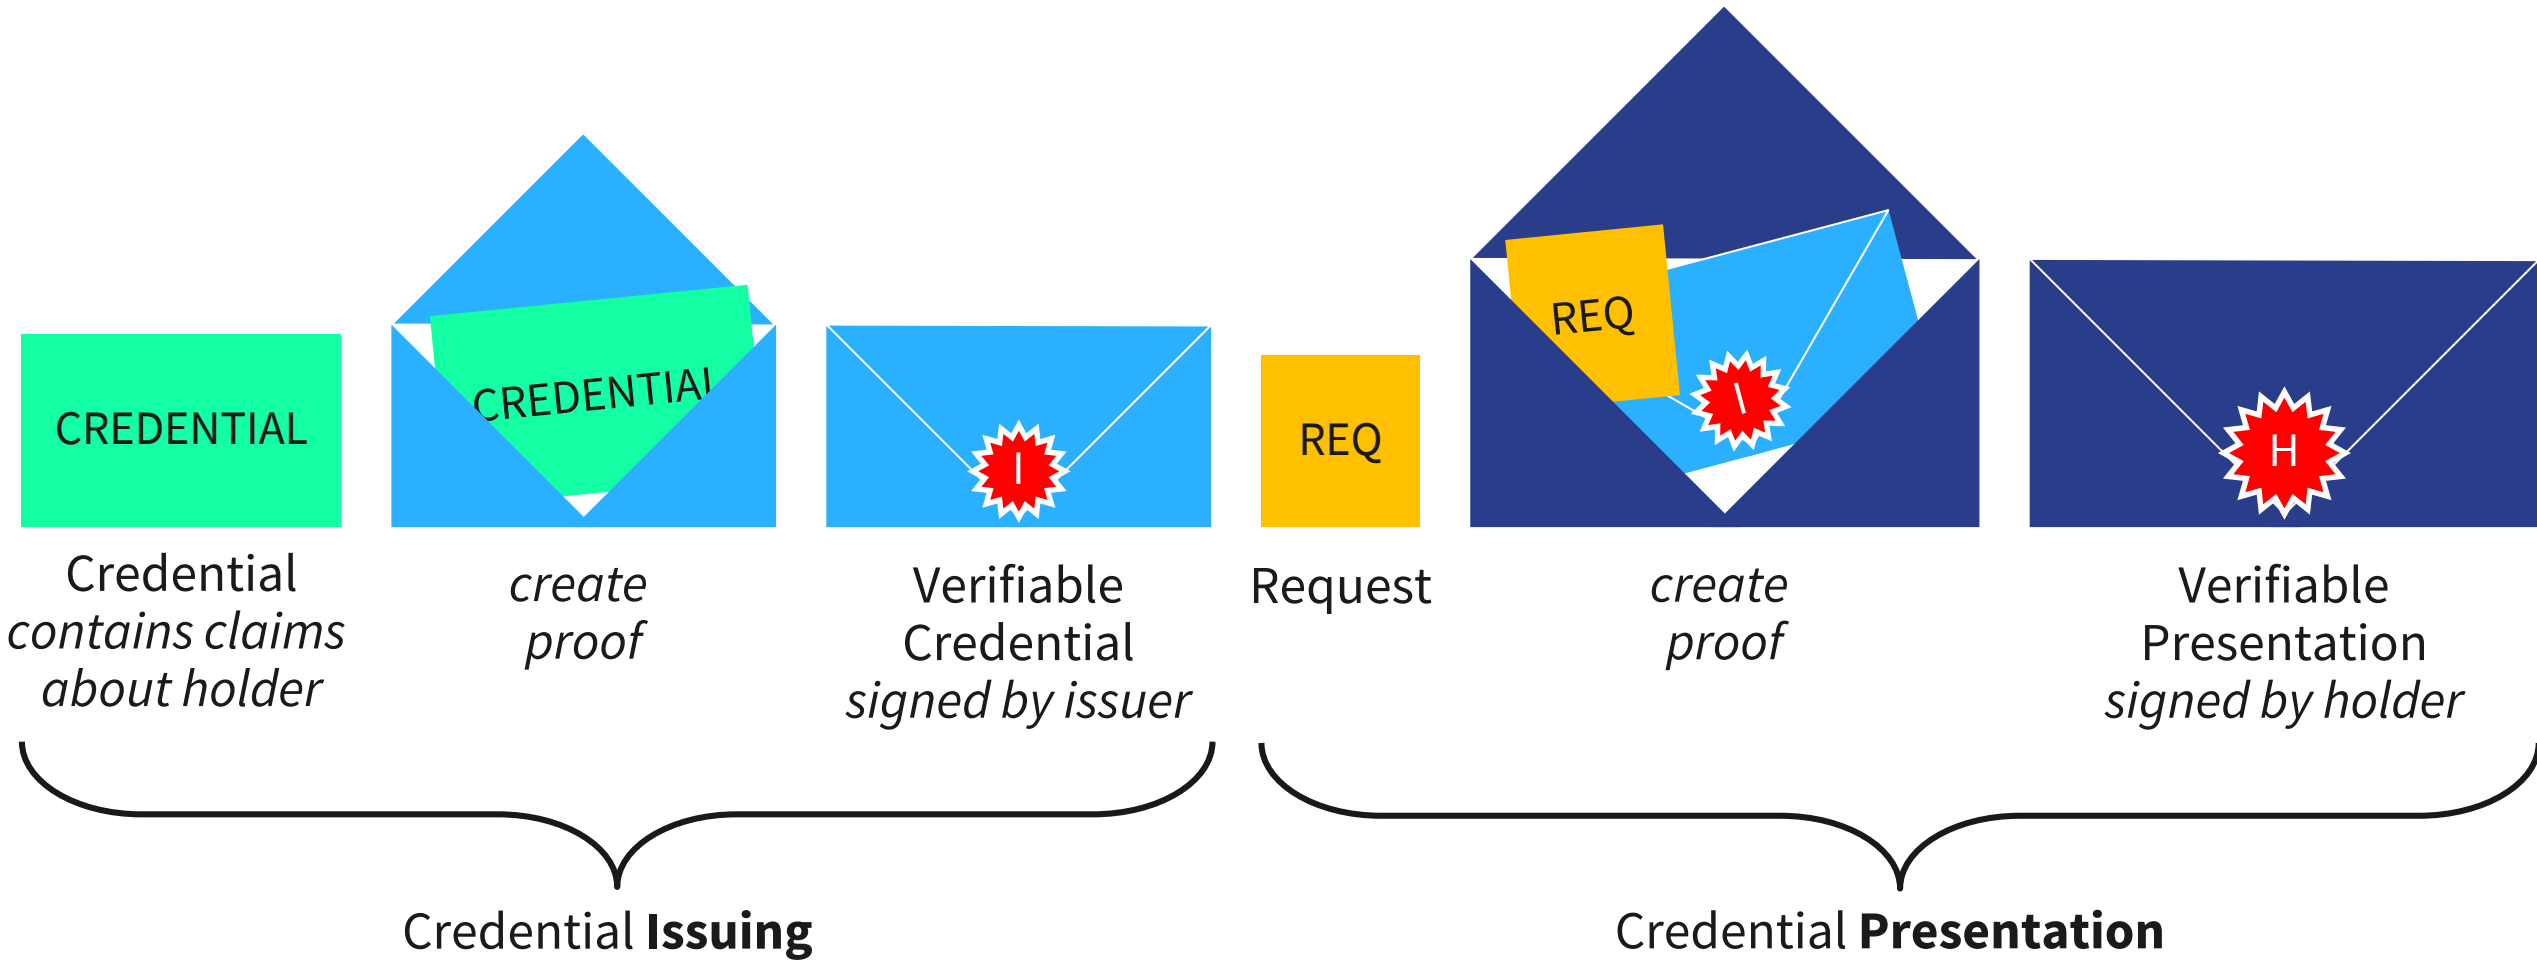 CREDENTIAL
Credential
contains claims
about holder
CREDENTIAL
create
proof
I
Verifiable
Credential
signed by issuer
REQ
Request
REQ
I
create
proof
H
Verifiable
Presentation
signed by holder
Credential Issuing
Credential Presentation